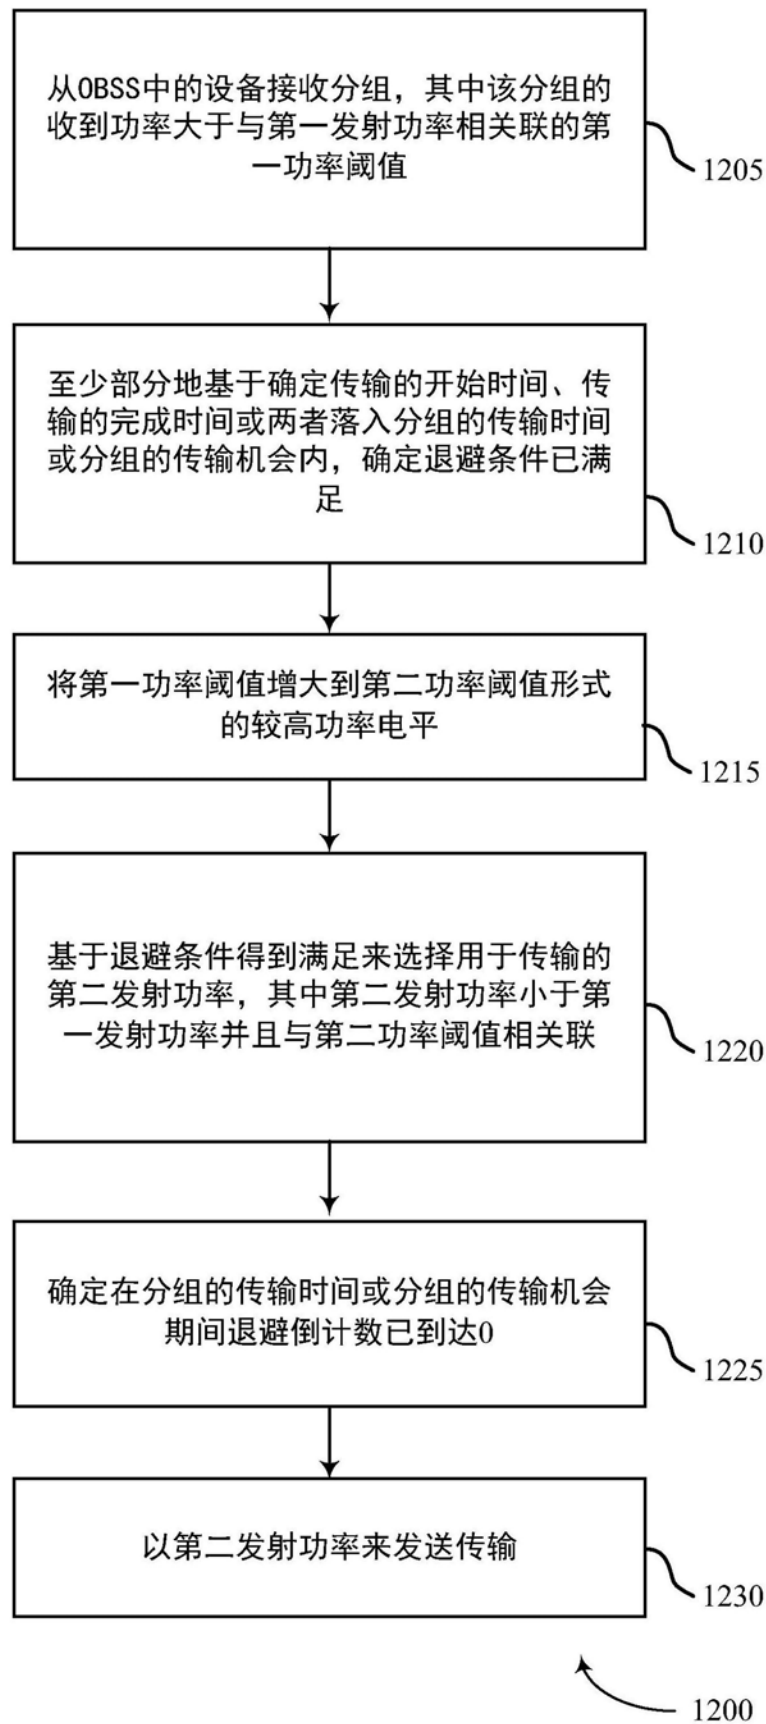 从OBSS中的设备接收分组，其中该分组的
收到功率大于与第一发射功率相关联的第
一功率阈值
1205
至少部分地基于确定传输的开始时间、传
输的完成时间或两者落入分组的传输时间
或分组的传输机会内，确定退避条件已满
足
1210
将第一功率阈值增大到第二功率阈值形式
的较高功率电平
1215
基于退避条件得到满足来选择用于传输的
第二发射功率，其中第二发射功率小于第
一发射功率并且与第二功率阈值相关联
1220
确定在分组的传输时间或分组的传输机会
期间退避倒计数已到达0
1225
以第二发射功率来发送传输
1230
1200